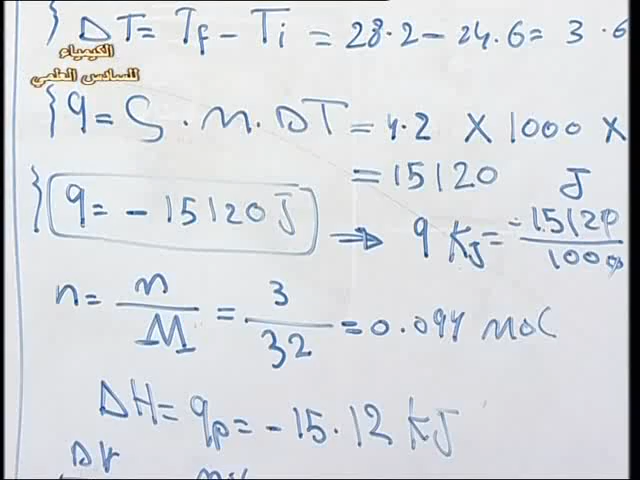 } ΔT = Tf - Ti = 28.2 - 24.6 = 3.6
الكيمياء
للسادس العلمي
} q = S . m . ΔT = 4.2 X 1000 X
= 15120 J
} q = - 15120 J ⇒ q KJ = -15120 / 1000
n = m / M = 3 / 32 = 0.094 mol
ΔH = qp = - 15.12 KJ